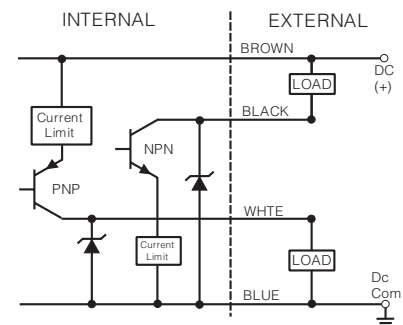 INTERNAL
EXTERNAL
BROWN
DC
(+)
LOAD
Current
Limit
BLACK
NPN
PNP
WHTE
Current
Limit
LOAD
BLUE
Dc
Com